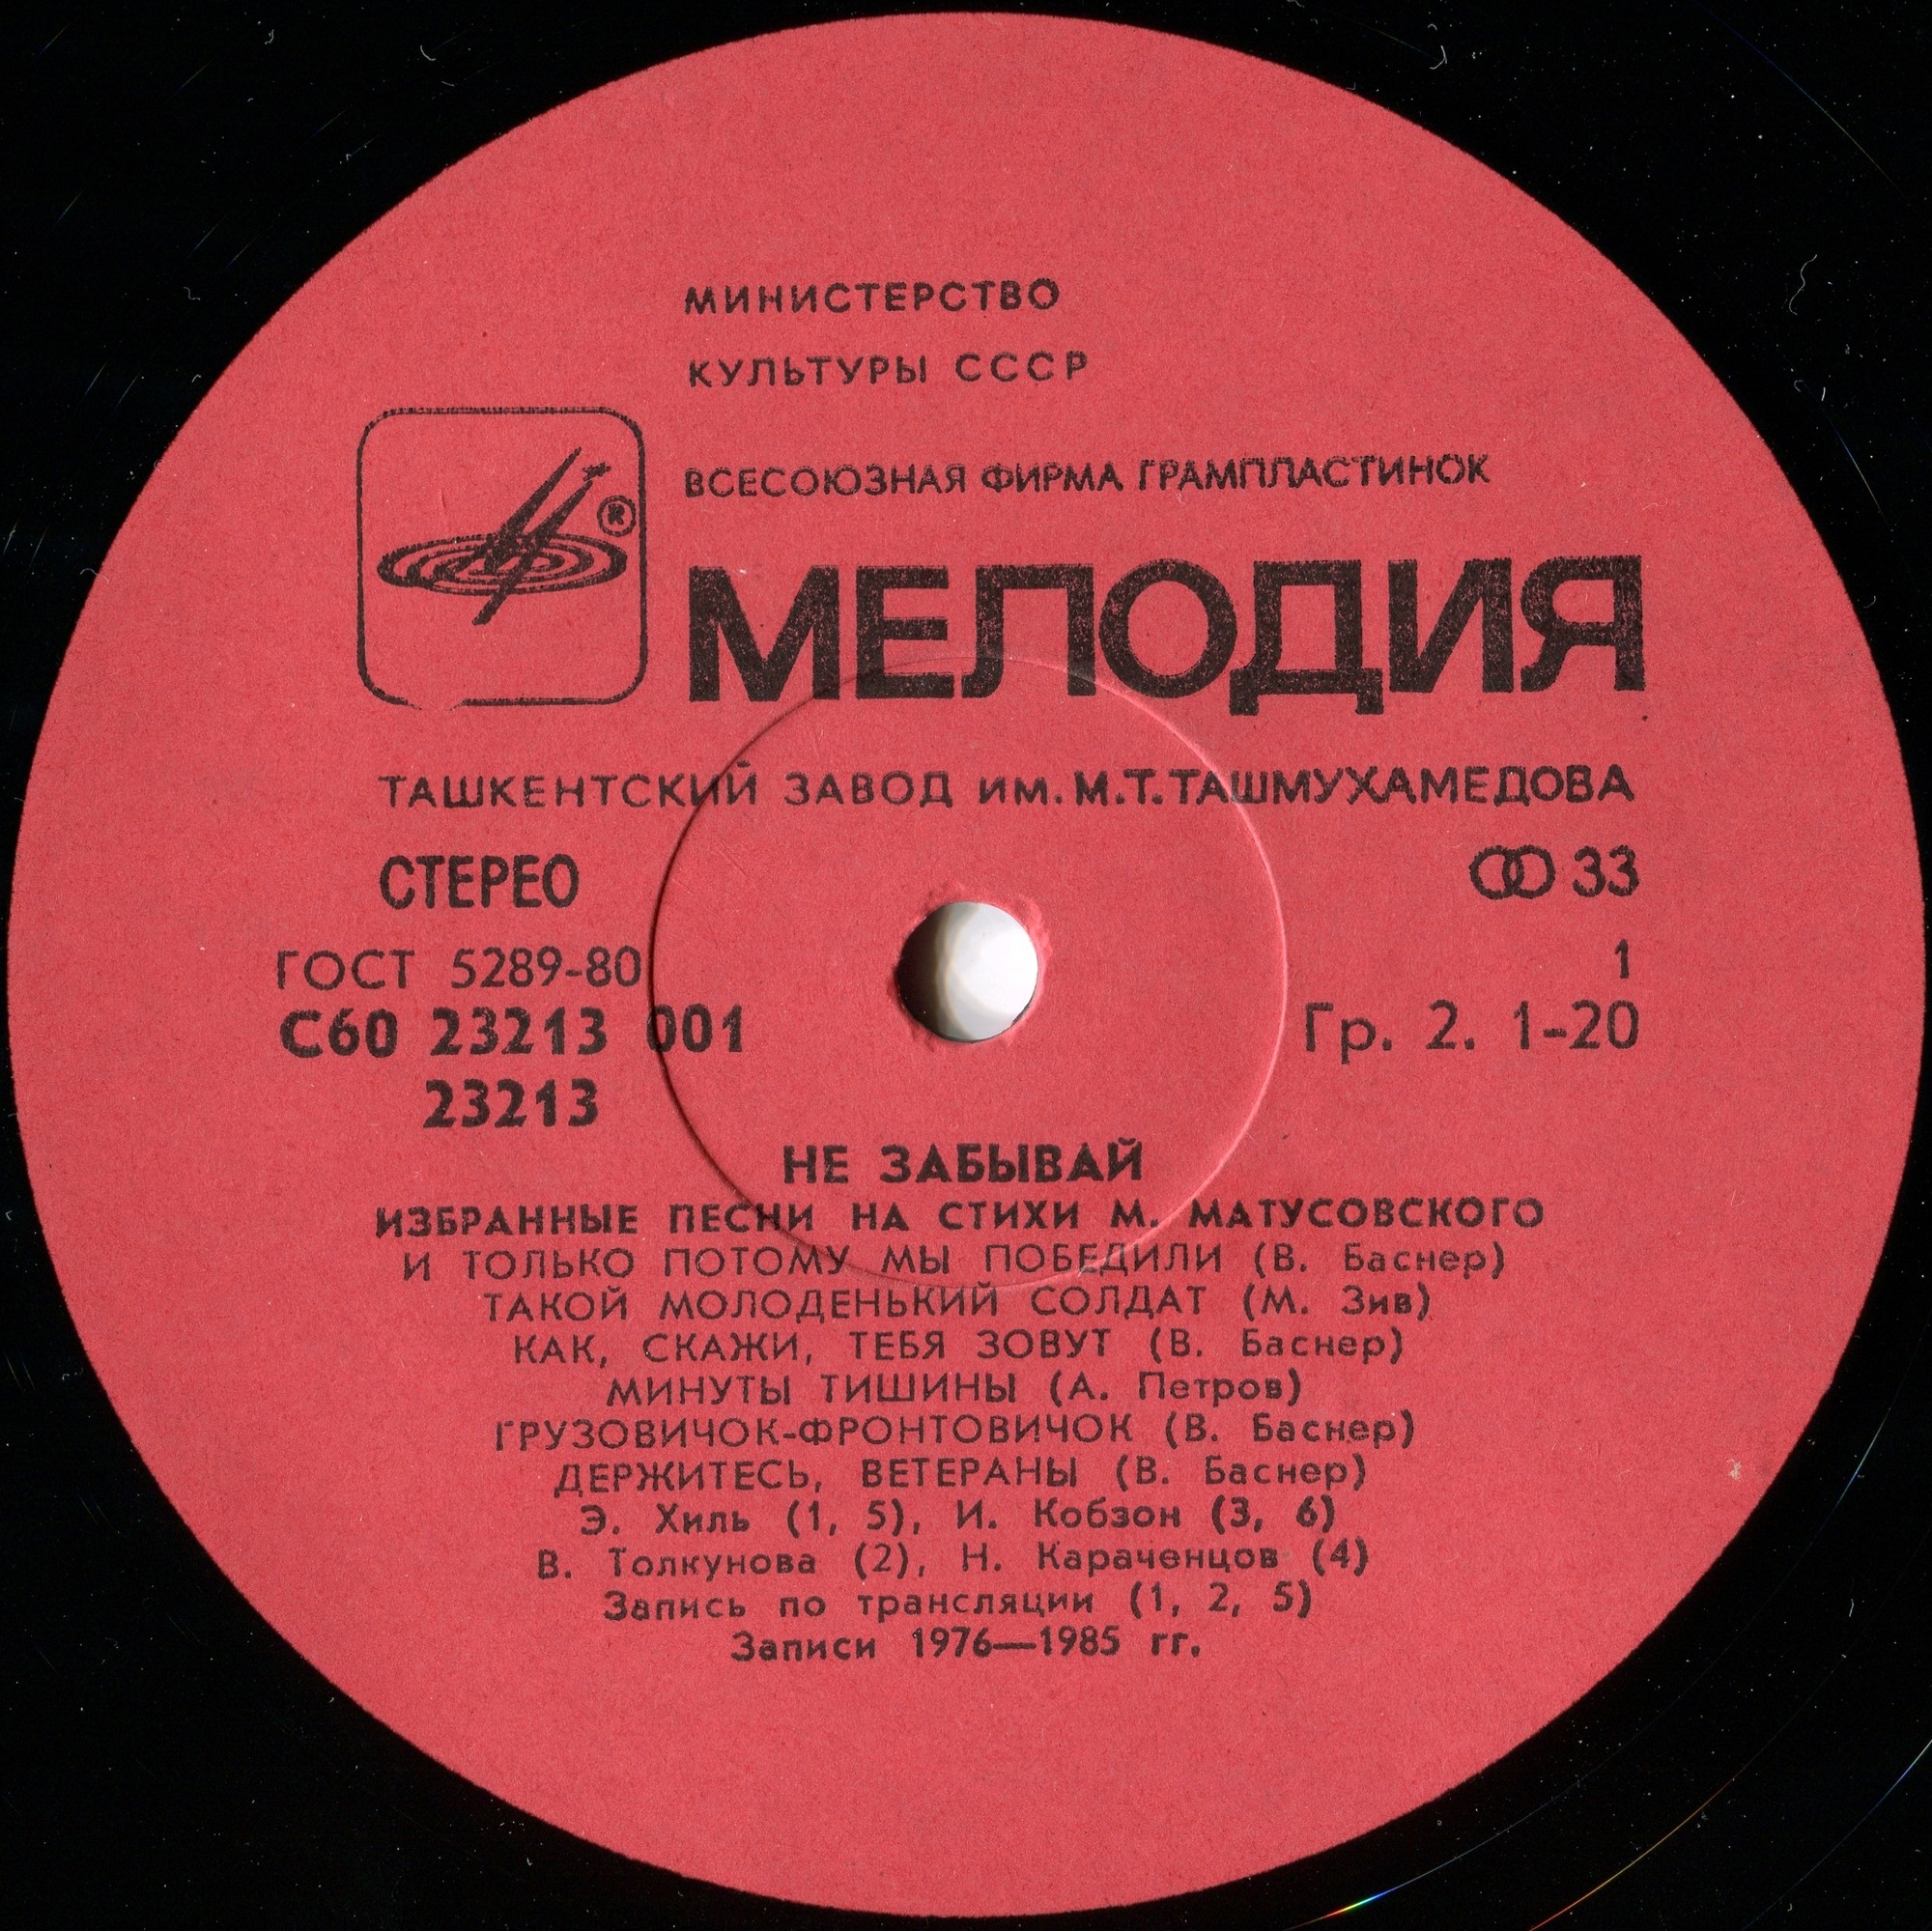 МИНИСТЕРСТВО
КУЛЬТУРЫ СССР
ВСЕСОЮЗНАЯ ФИРМА ГРАМПЛАСТИНОК
®
МЕЛОДИЯ
ТАШКЕНТСКИЙ ЗАВОД ИМ. М.Т.ТАШМУХАМЕДОВА
СТЕРЕО 33
ГОСТ 5289-80 1
С60 23213 001 Гр. 2. 1-20
23213
НЕ ЗАБЫВАЙ
ИЗБРАННЫЕ ПЕСНИ НА СТИХИ М. МАТУСОВСКОГО
И ТОЛЬКО ПОТОМУ МЫ ПОБЕДИЛИ (В. Баснер)
ТАКОЙ МОЛОДЕНЬКИЙ СОЛДАТ (М. Зив)
КАК, СКАЖИ, ТЕБЯ ЗОВУТ (В. Баснер)
МИНУТЫ ТИШИНЫ (А. Петров)
ГРУЗОВИЧОК-ФРОНТОВИЧОК (В. Баснер)
ДЕРЖИТЕСЬ, ВЕТЕРАНЫ (В. Баснер)
Э. Хиль (1, 5), И. Кобзон (3, 6)
В. Толкунова (2), Н. Караченцов (4)
Запись по трансляции (1, 2, 5)
Записи 1976—1985 гг.